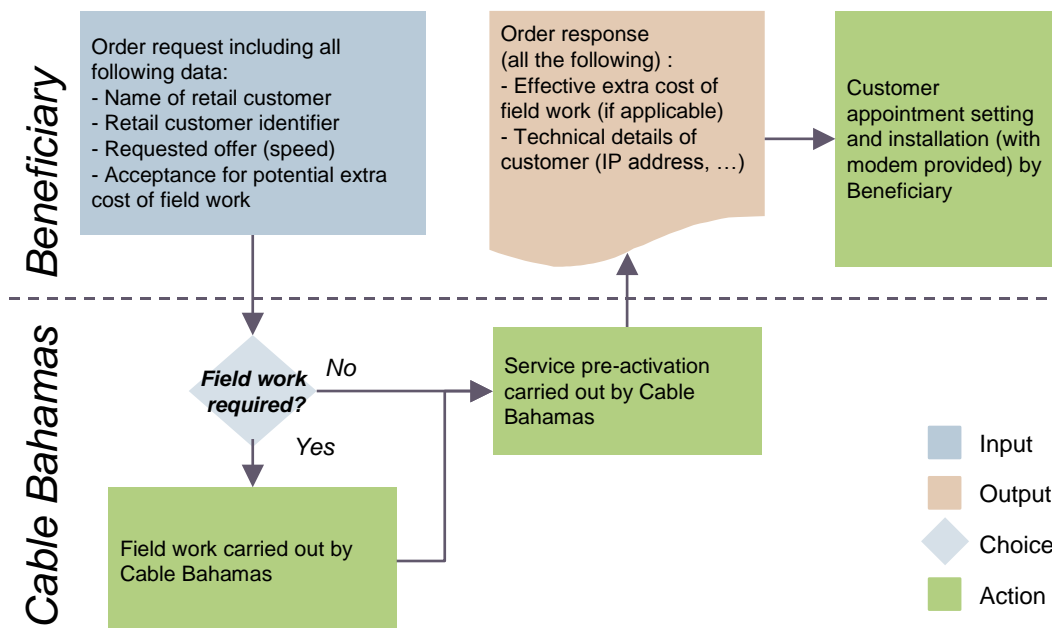 Beneficiary
Order request including all
following data:
- Name of retail customer
- Retail customer identifier
- Requested offer (speed)
- Acceptance for potential extra
cost of field work
Order response
(all the following) :
- Effective extra cost of
field work (if applicable)
- Technical details of
customer (IP address, …)
Customer
appointment setting
and installation (with
modem provided) by
Beneficiary
Cable Bahamas
Field work
required?
No
Yes
Service pre-activation
carried out by Cable
Bahamas
Field work carried out by
Cable Bahamas
Input
Output
Choice
Action